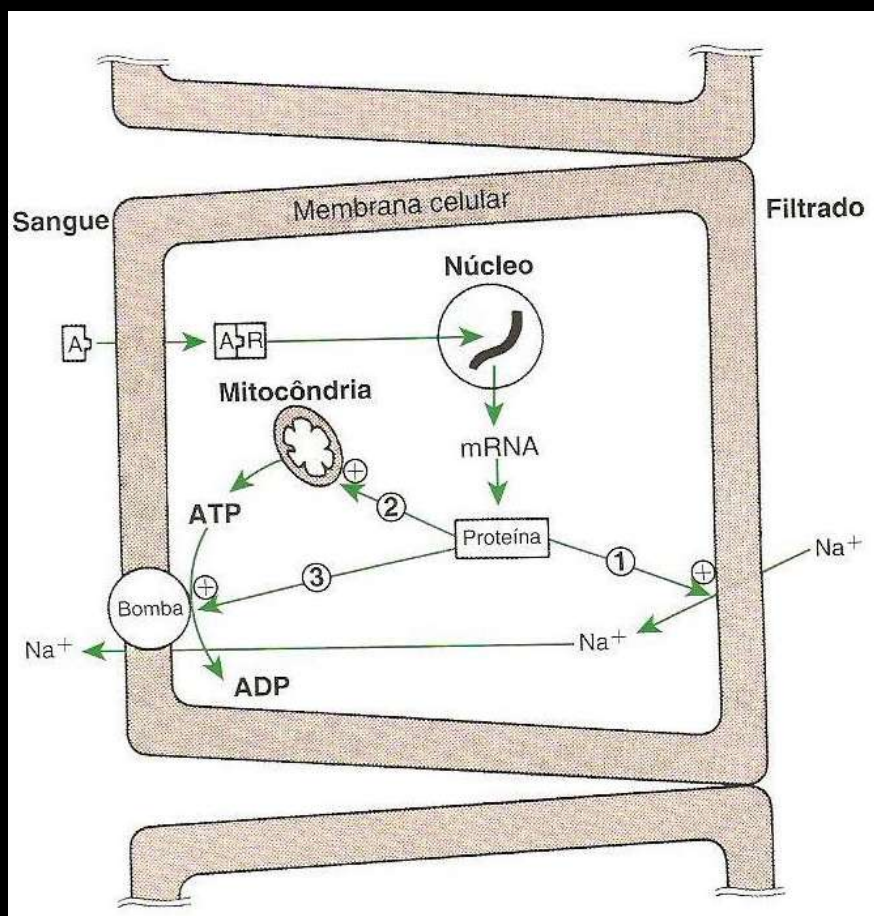 Sangue
Membrana celular
Filtrado
Núcleo
A
A R
Mitocôndria
mRNA
+
2
ATP
Proteína
1
+
Na+
3
+
Bomba
Na+
Na+
ADP